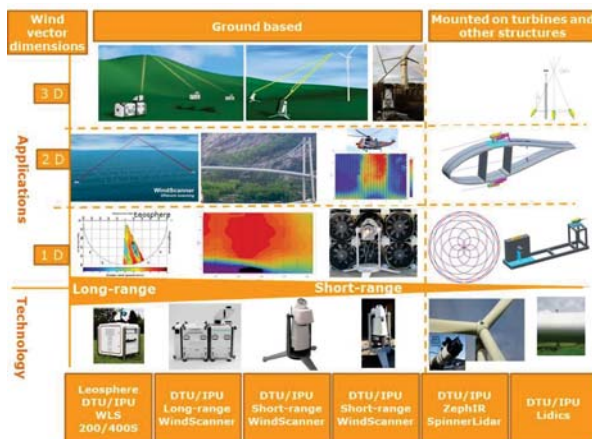 Wind
vector
dimensions
Ground based
Mounted on turbines and
other structures
3 D
2 D
1 D
Applications
WindScanner
Leosphere
Technology
Long-range
Short-range
Leosphere
DTU/IPU
WLS
200/400S
DTU/IPU
Long-range
WindScanner
DTU/IPU
Short-range
WindScanner
DTU/IPU
Short-range
WindScanner
DTU/IPU
ZephIR
SpinnerLidar
DTU/IPU
Lidics